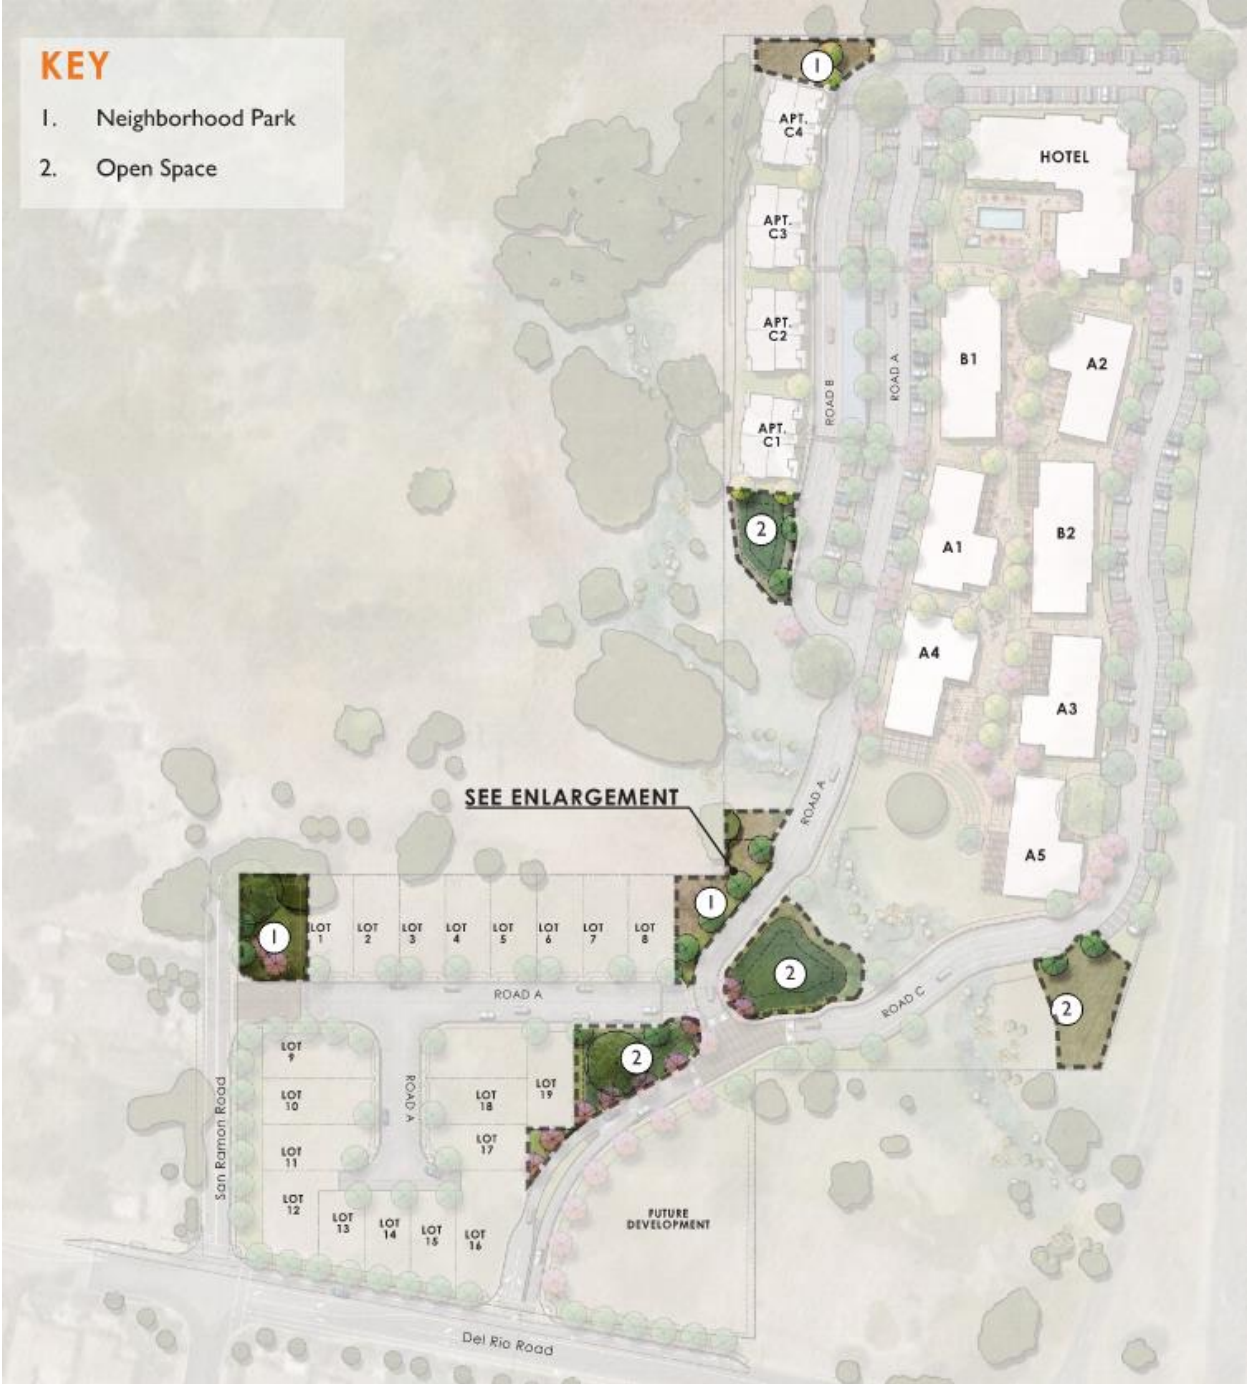 KEY
1. Neighborhood Park
2. Open Space
1
APT.
C4
HOTEL
APT.
C3
APT.
C2
B1
A2
ROAD B
ROAD A
APT.
C1
2
A1
B2
A4
A3
SEE ENLARGEMENT
ROAD A
A5
1
1
LOT
1
LOT
2
LOT
3
LOT
4
LOT
5
LOT
6
LOT
7
LOT
8
2
ROAD A
ROAD C
2
LOT
9
2
LOT
10
ROAD A
LOT
18
LOT
19
San Ramon Road
LOT
11
LOT
17
LOT
12
LOT
13
LOT
14
LOT
15
LOT
16
FUTURE
DEVELOPMENT
Del Rio Road